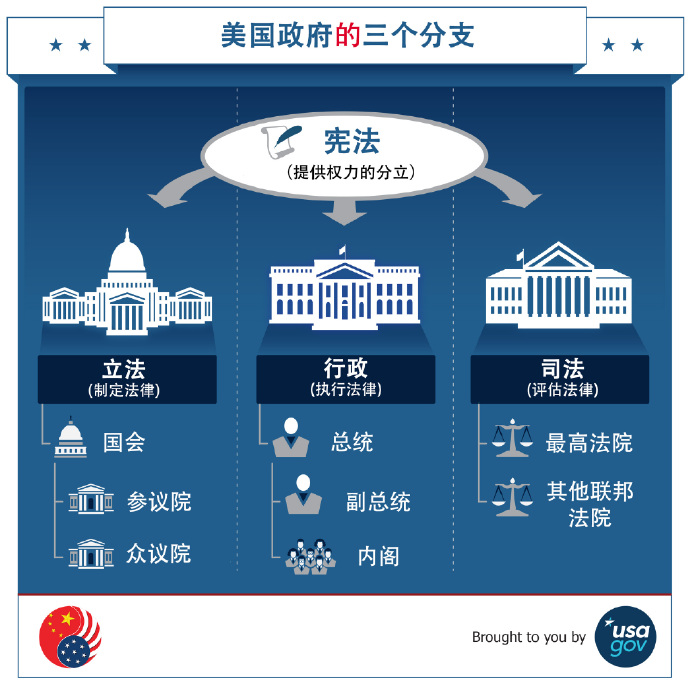 美国政府的三个分支
宪法
(提供权力的分立)
立法
(制定法律)
国会
参议院
众议院
行政
(执行法律)
总统
副总统
内阁
司法
(评估法律)
最高法院
其他联邦
法院
Brought to you by
usa
gov